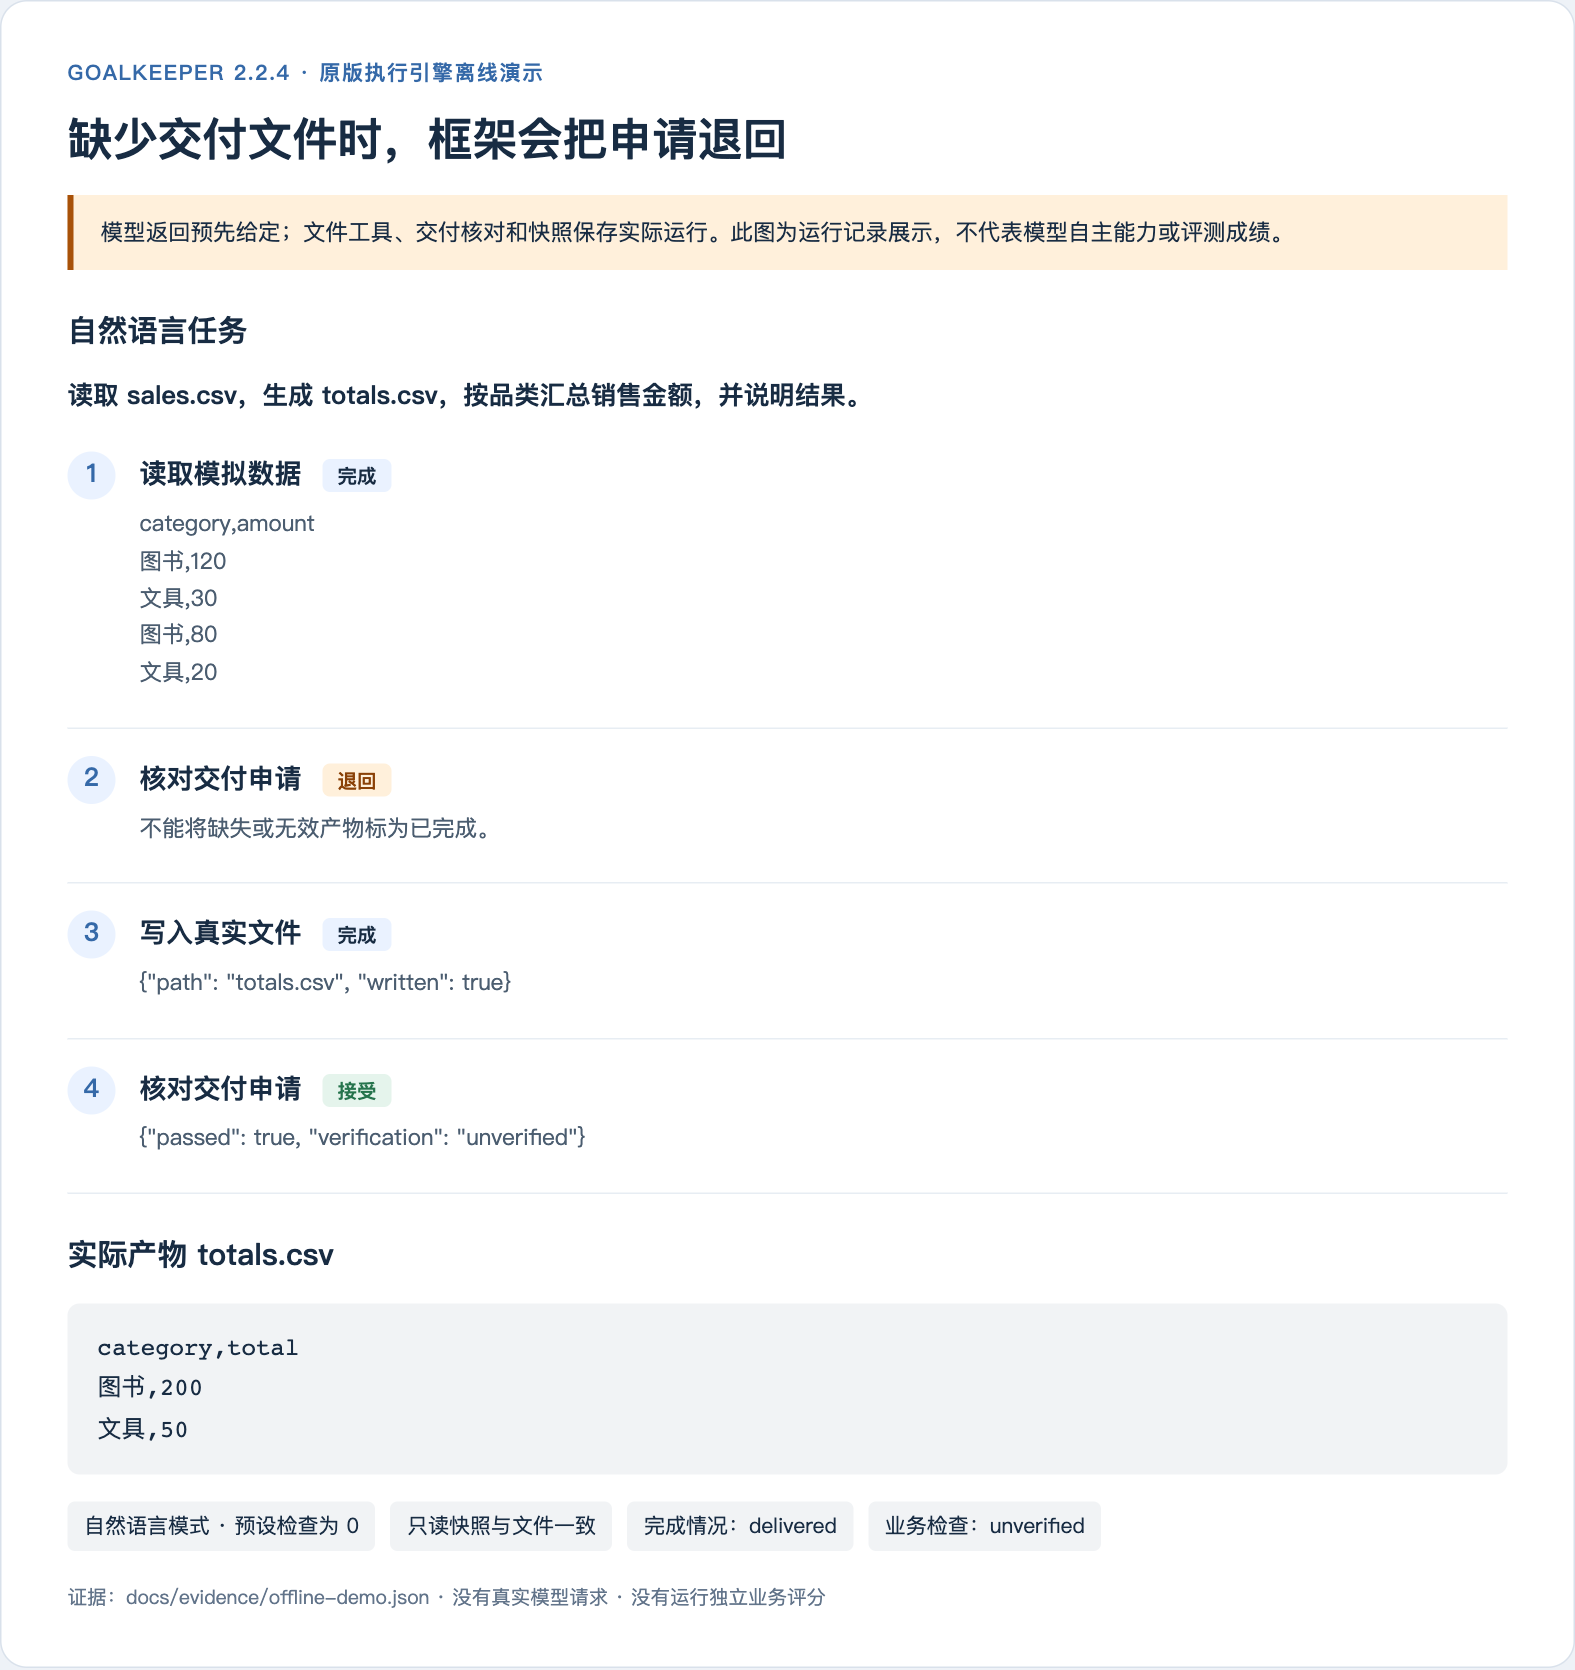 GOALKEEPER 2.2.4 · 原版执行引擎离线演示
缺少交付文件时，框架会把申请退回
模型返回预先给定；文件工具、交付核对和快照保存实际运行。此图为运行记录展示，不代表模型自主能力或评测成绩。
自然语言任务
读取 sales.csv，生成 totals.csv，按品类汇总销售金额，并说明结果。
1 读取模拟数据 完成
category,amount
图书,120
文具,30
图书,80
文具,20
2 核对交付申请 退回
不能将缺失或无效产物标为已完成。
3 写入真实文件 完成
{"path": "totals.csv", "written": true}
4 核对交付申请 接受
{"passed": true, "verification": "unverified"}
实际产物 totals.csv
category,total
图书,200
文具,50
自然语言模式 · 预设检查为 0 只读快照与文件一致 完成情况：delivered 业务检查：unverified
证据：docs/evidence/offline-demo.json · 没有真实模型请求 · 没有运行独立业务评分